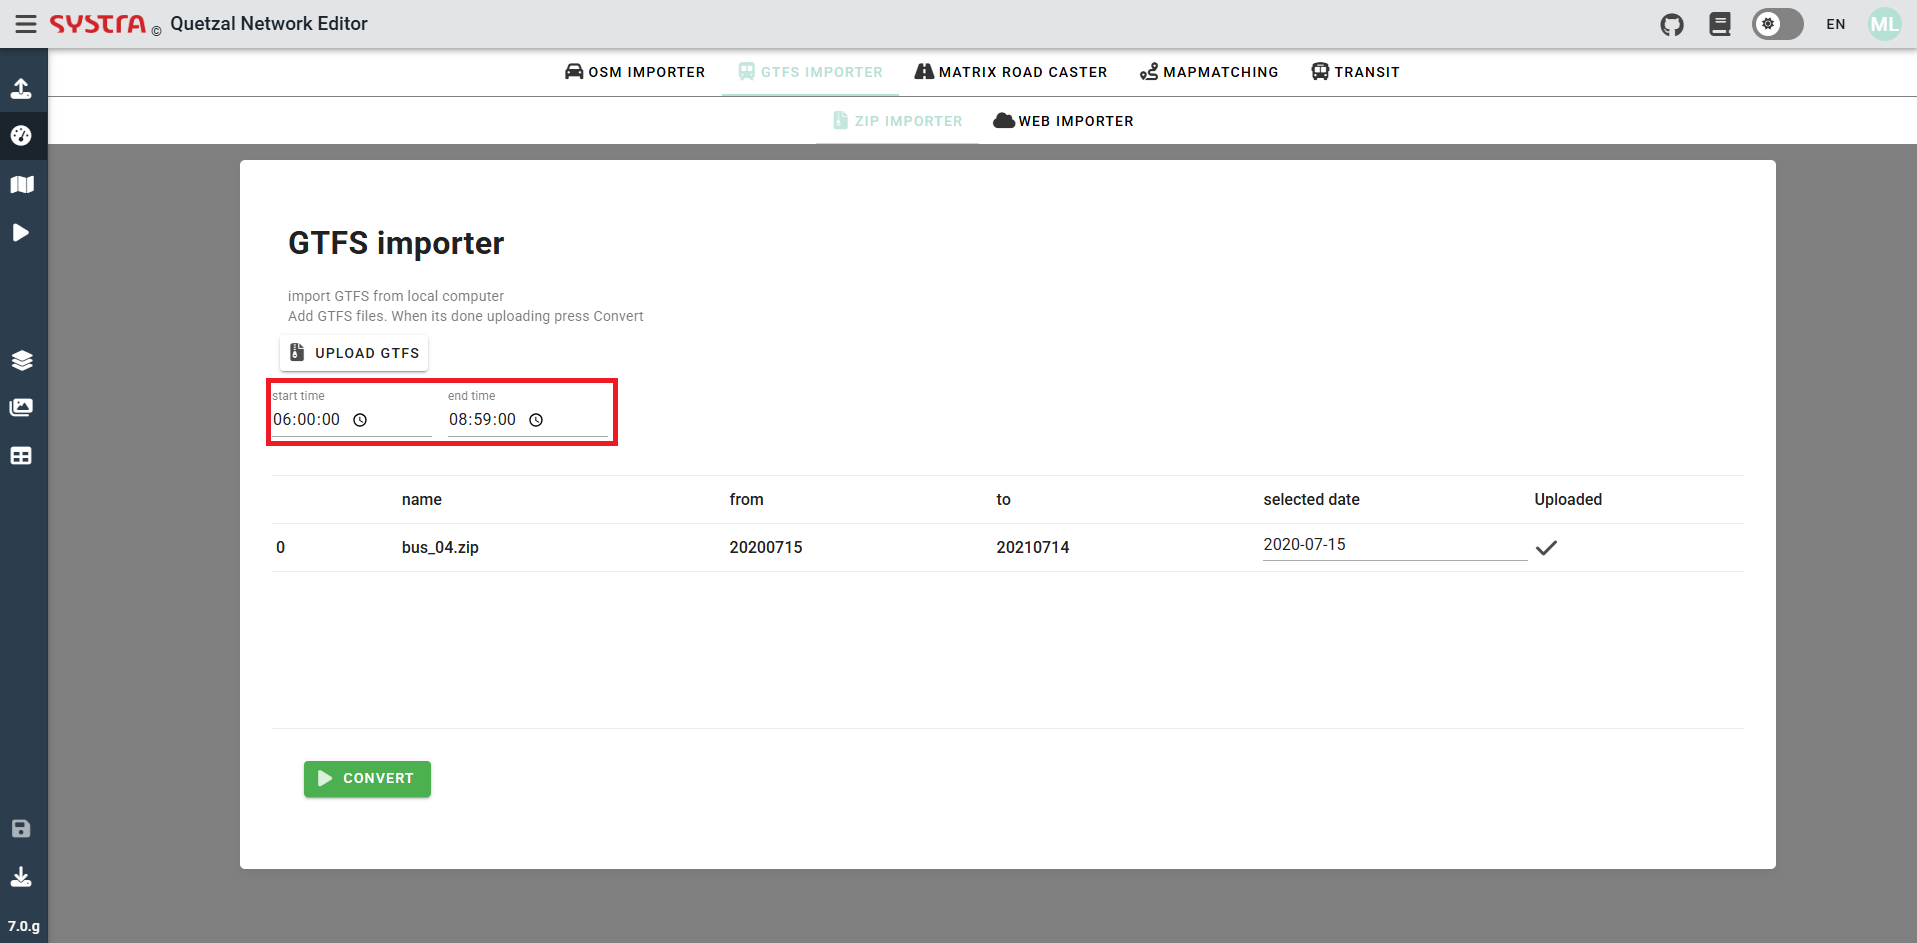 SYSTRA © Quetzal Network Editor EN ML
OSM IMPORTER GTFS IMPORTER MATRIX ROAD CASTER MAPMATCHING TRANSIT
ZIP IMPORTER WEB IMPORTER
GTFS importer
import GTFS from local computer
Add GTFS files. When its done uploading press Convert
UPLOAD GTFS
start time end time
06:00:00 08:59:00
name from to selected date Uploaded
0 bus_04.zip 20200715 20210714 2020-07-15
CONVERT
7.0.g